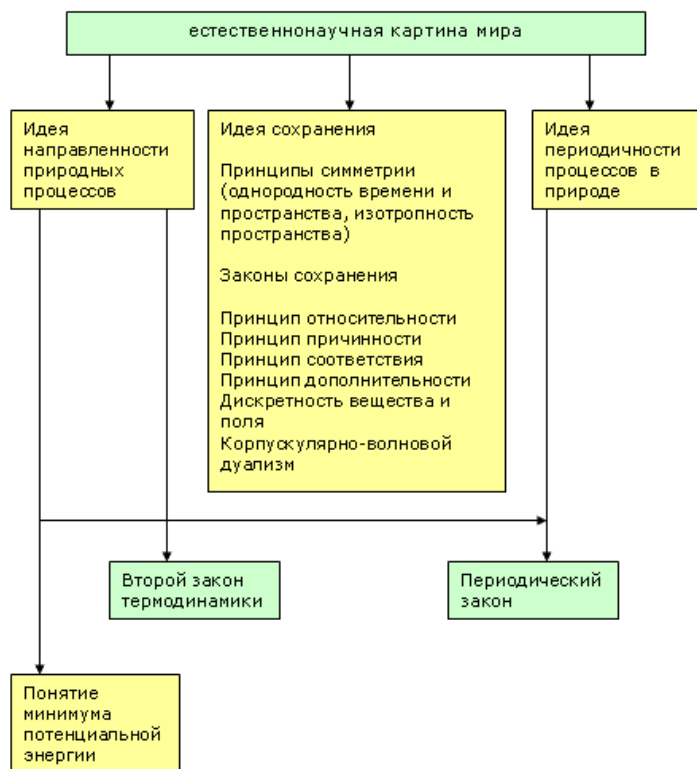 естественнонаучная картина мира
Идея
направленности
природных
процессов
Идея сохранения
Принципы симметрии
(однородность времени и
пространства, изотропность
пространства)
Законы сохранения
Принцип относительности
Принцип причинности
Принцип соответствия
Принцип дополнительности
Дискретность вещества и
поля
Корпускулярно-волновой
дуализм
Идея
периодичности
процессов в
природе
Второй закон
термодинамики
Периодический
закон
Понятие
минимума
потенциальной
энергии